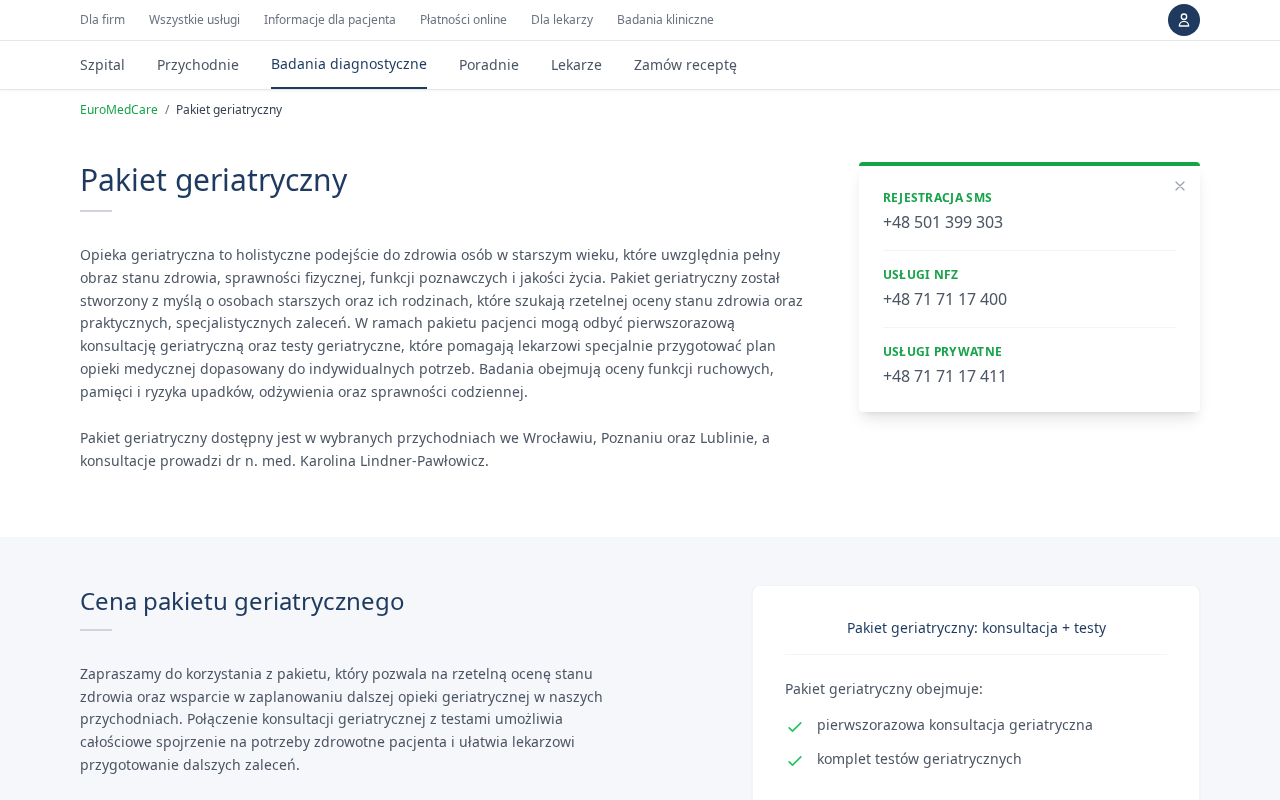 Dla firm Wszystkie usługi Informacje dla pacjenta Płatności online Dla lekarzy Badania kliniczne
Szpital Przychodnie Badania diagnostyczne Poradnie Lekarze Zamów receptę
EuroMedCare / Pakiet geriatryczny
Pakiet geriatryczny
Opieka geriatryczna to holistyczne podejście do zdrowia osób w starszym wieku, które uwzględnia pełny
obraz stanu zdrowia, sprawności fizycznej, funkcji poznawczych i jakości życia. Pakiet geriatryczny został
stworzony z myślą o osobach starszych oraz ich rodzinach, które szukają rzetelnej oceny stanu zdrowia oraz
praktycznych, specjalistycznych zaleceń. W ramach pakietu pacjenci mogą odbyć pierwszorazową
konsultację geriatryczną oraz testy geriatryczne, które pomagają lekarzowi specjalnie przygotować plan
opieki medycznej dopasowany do indywidualnych potrzeb. Badania obejmują oceny funkcji ruchowych,
pamięci i ryzyka upadków, odżywienia oraz sprawności codziennej.
Pakiet geriatryczny dostępny jest w wybranych przychodniach we Wrocławiu, Poznaniu oraz Lublinie, a
konsultacje prowadzi dr n. med. Karolina Lindner-Pawłowicz.
REJESTRACJA SMS
+48 501 399 303
USŁUGI NFZ
+48 71 71 17 400
USŁUGI PRYWATNE
+48 71 71 17 411
Cena pakietu geriatrycznego
Zapraszamy do korzystania z pakietu, który pozwala na rzetelną ocenę stanu
zdrowia oraz wsparcie w zaplanowaniu dalszej opieki geriatrycznej w naszych
przychodniach. Połączenie konsultacji geriatrycznej z testami umożliwia
całościowe spojrzenie na potrzeby zdrowotne pacjenta i ułatwia lekarzowi
przygotowanie dalszych zaleceń.
Pakiet geriatryczny: konsultacja + testy
Pakiet geriatryczny obejmuje:
pierwszorazowa konsultacja geriatryczna
komplet testów geriatrycznych